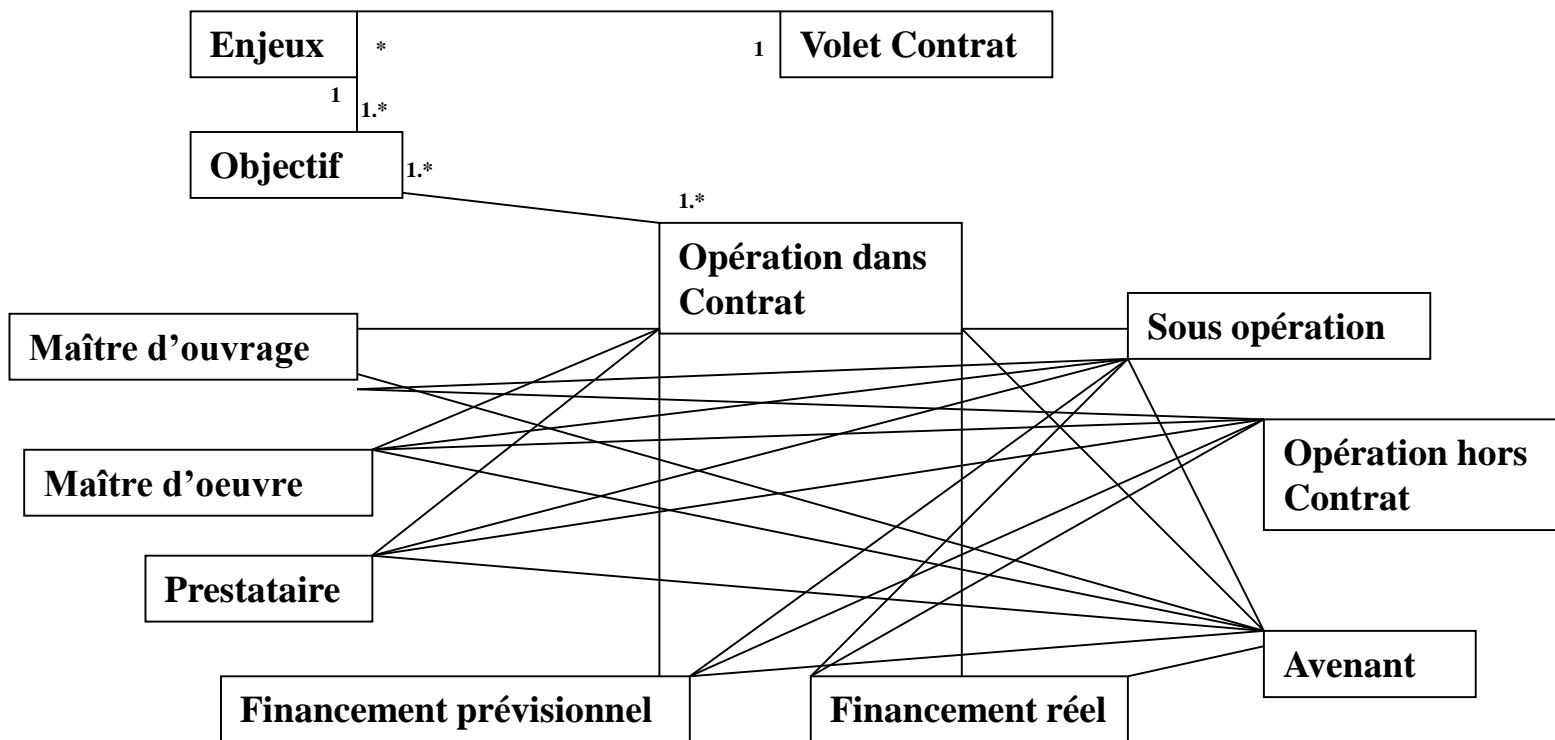 Enjeux
*
1
Volet Contrat
1
1.*
Objectif
1.*
1.*
Opération dans
Contrat
Sous opération
Maître d’ouvrage
Opération hors
Contrat
Maître d’oeuvre
Prestataire
Avenant
Financement prévisionnel
Financement réel